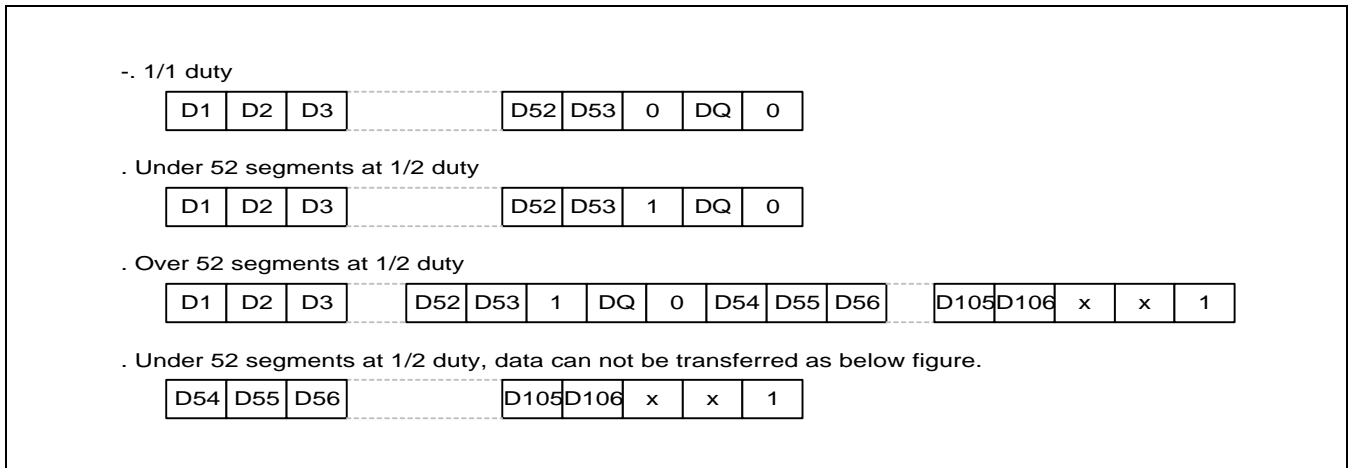 -. 1/1 duty
D1 D2 D3 D52 D53 0 DQ 0
. Under 52 segments at 1/2 duty
D1 D2 D3 D52 D53 1 DQ 0
. Over 52 segments at 1/2 duty
D1 D2 D3 D52 D53 1 DQ 0 D54 D55 D56 D105 D106 x x 1
. Under 52 segments at 1/2 duty, data can not be transferred as below figure.
D54 D55 D56 D105 D106 x x 1